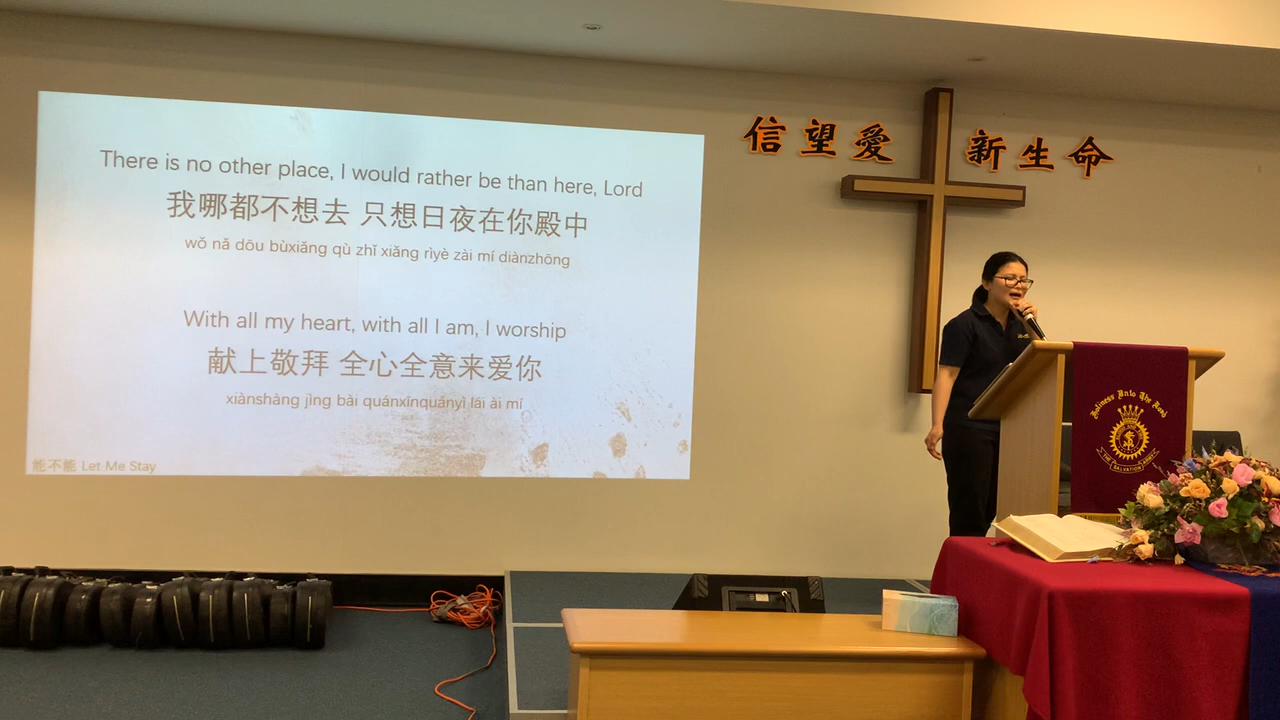 There is no other place, I would rather be than here, Lord
我哪都不想去 只想日夜在你殿中
wǒ nǎ dōu bùxiǎng qù zhǐ xiǎng rìyè zài mí diànzhōng
With all my heart, with all I am, I worship
献上敬拜 全心全意来爱你
xiànshàng jìng bài quánxīnquányì lái ài mí
能不能 Let Me Stay
信望愛 新生命
Holiness Unto The Lord
THE SALVATION ARMY